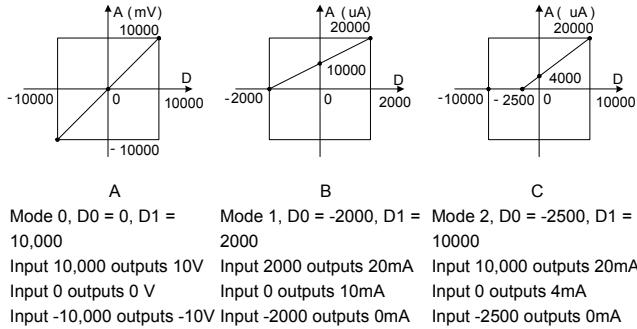 A ( mV)
10000
D
-10000
0
10000
- 10000
A ( uA)
20000
10000
D
-2000
0
2000
A ( uA)
20000
4000
D
-10000
- 2500
0
10000
A
Mode 0, D0 = 0, D1 =
10,000
Input 10,000 outputs 10V
Input 0 outputs 0 V
Input -10,000 outputs -10V
B
Mode 1, D0 = -2000, D1 =
2000
Input 2000 outputs 20mA
Input 0 outputs 10mA
Input -2000 outputs 0mA
C
Mode 2, D0 = -2500, D1 =
10000
Input 10,000 outputs 20mA
Input 0 outputs 4mA
Input -2500 outputs 0mA